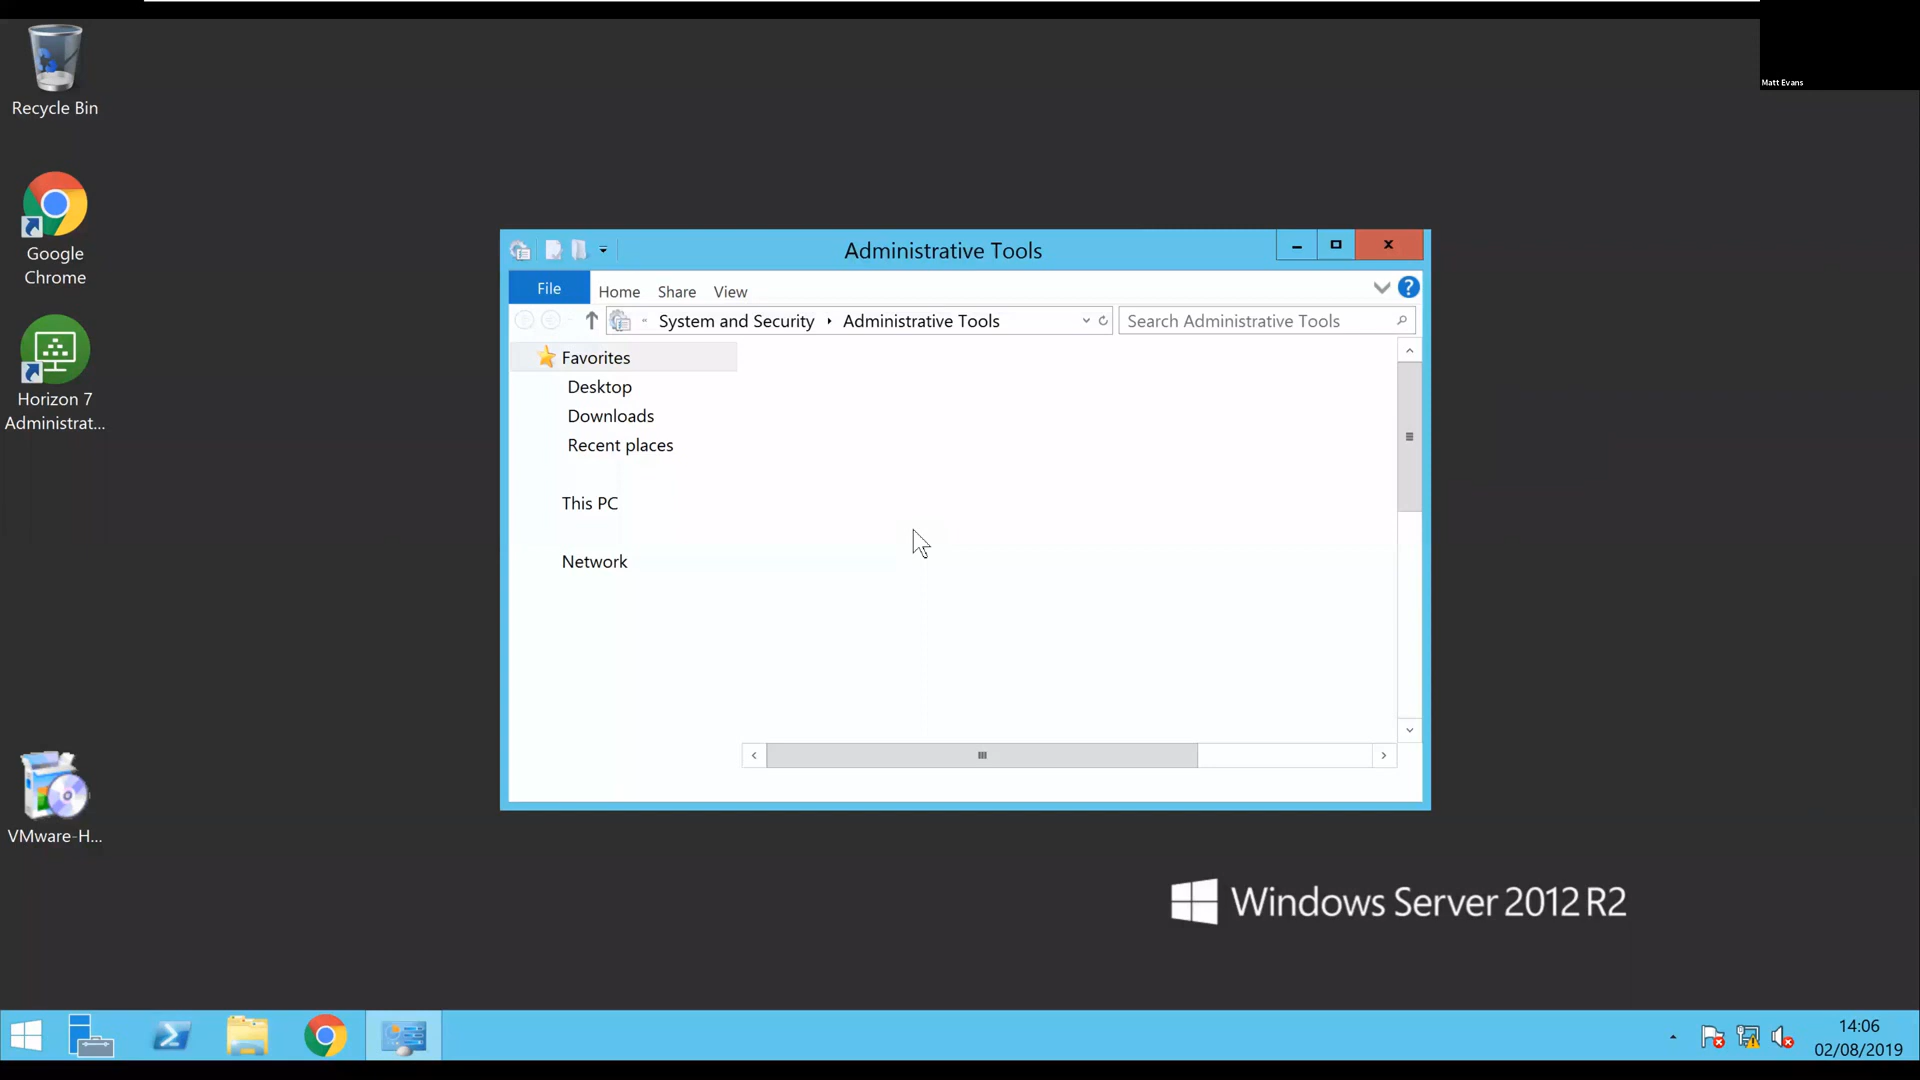 Matt Evans
Recycle Bin
Google
Chrome
Horizon 7
Administrat...
VMware-H...
Administrative Tools
File Home Share View
System and Security Administrative Tools Search Administrative Tools
Favorites
Desktop
Downloads
Recent places
This PC
Network
Windows Server 2012 R2
14:06
02/08/2019